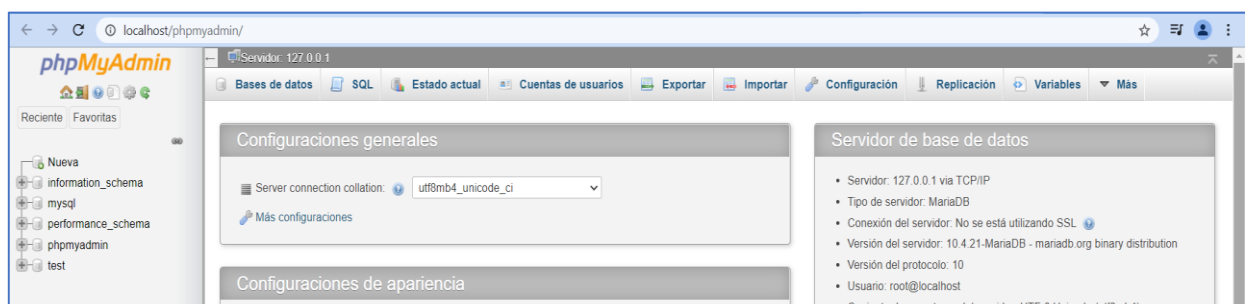 localhost/phpmyadmin/
phpMyAdmin
Reciente Favoritas
Nueva
information_schema
mysql
performance_schema
phpmyadmin
test
Servidor: 127.0.0.1
Bases de datos SQL Estado actual Cuentas de usuarios Exportar Importar Configuración Replicación Variables Más
Configuraciones generales
Server connection collation: utf8mb4_unicode_ci
Más configuraciones
Configuraciones de apariencia
Servidor de base de datos
• Servidor: 127.0.0.1 via TCP/IP
• Tipo de servidor: MariaDB
• Conexión del servidor: No se está utilizando SSL
• Versión del servidor: 10.4.21-MariaDB - mariadb.org binary distribution
• Versión del protocolo: 10
• Usuario: root@localhost